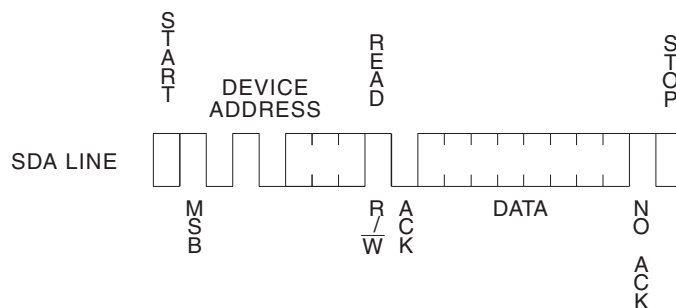 START
DEVICE
ADDRESS
READ
STOP
SDA LINE
MSB
R/W
ACK
DATA
NO ACK